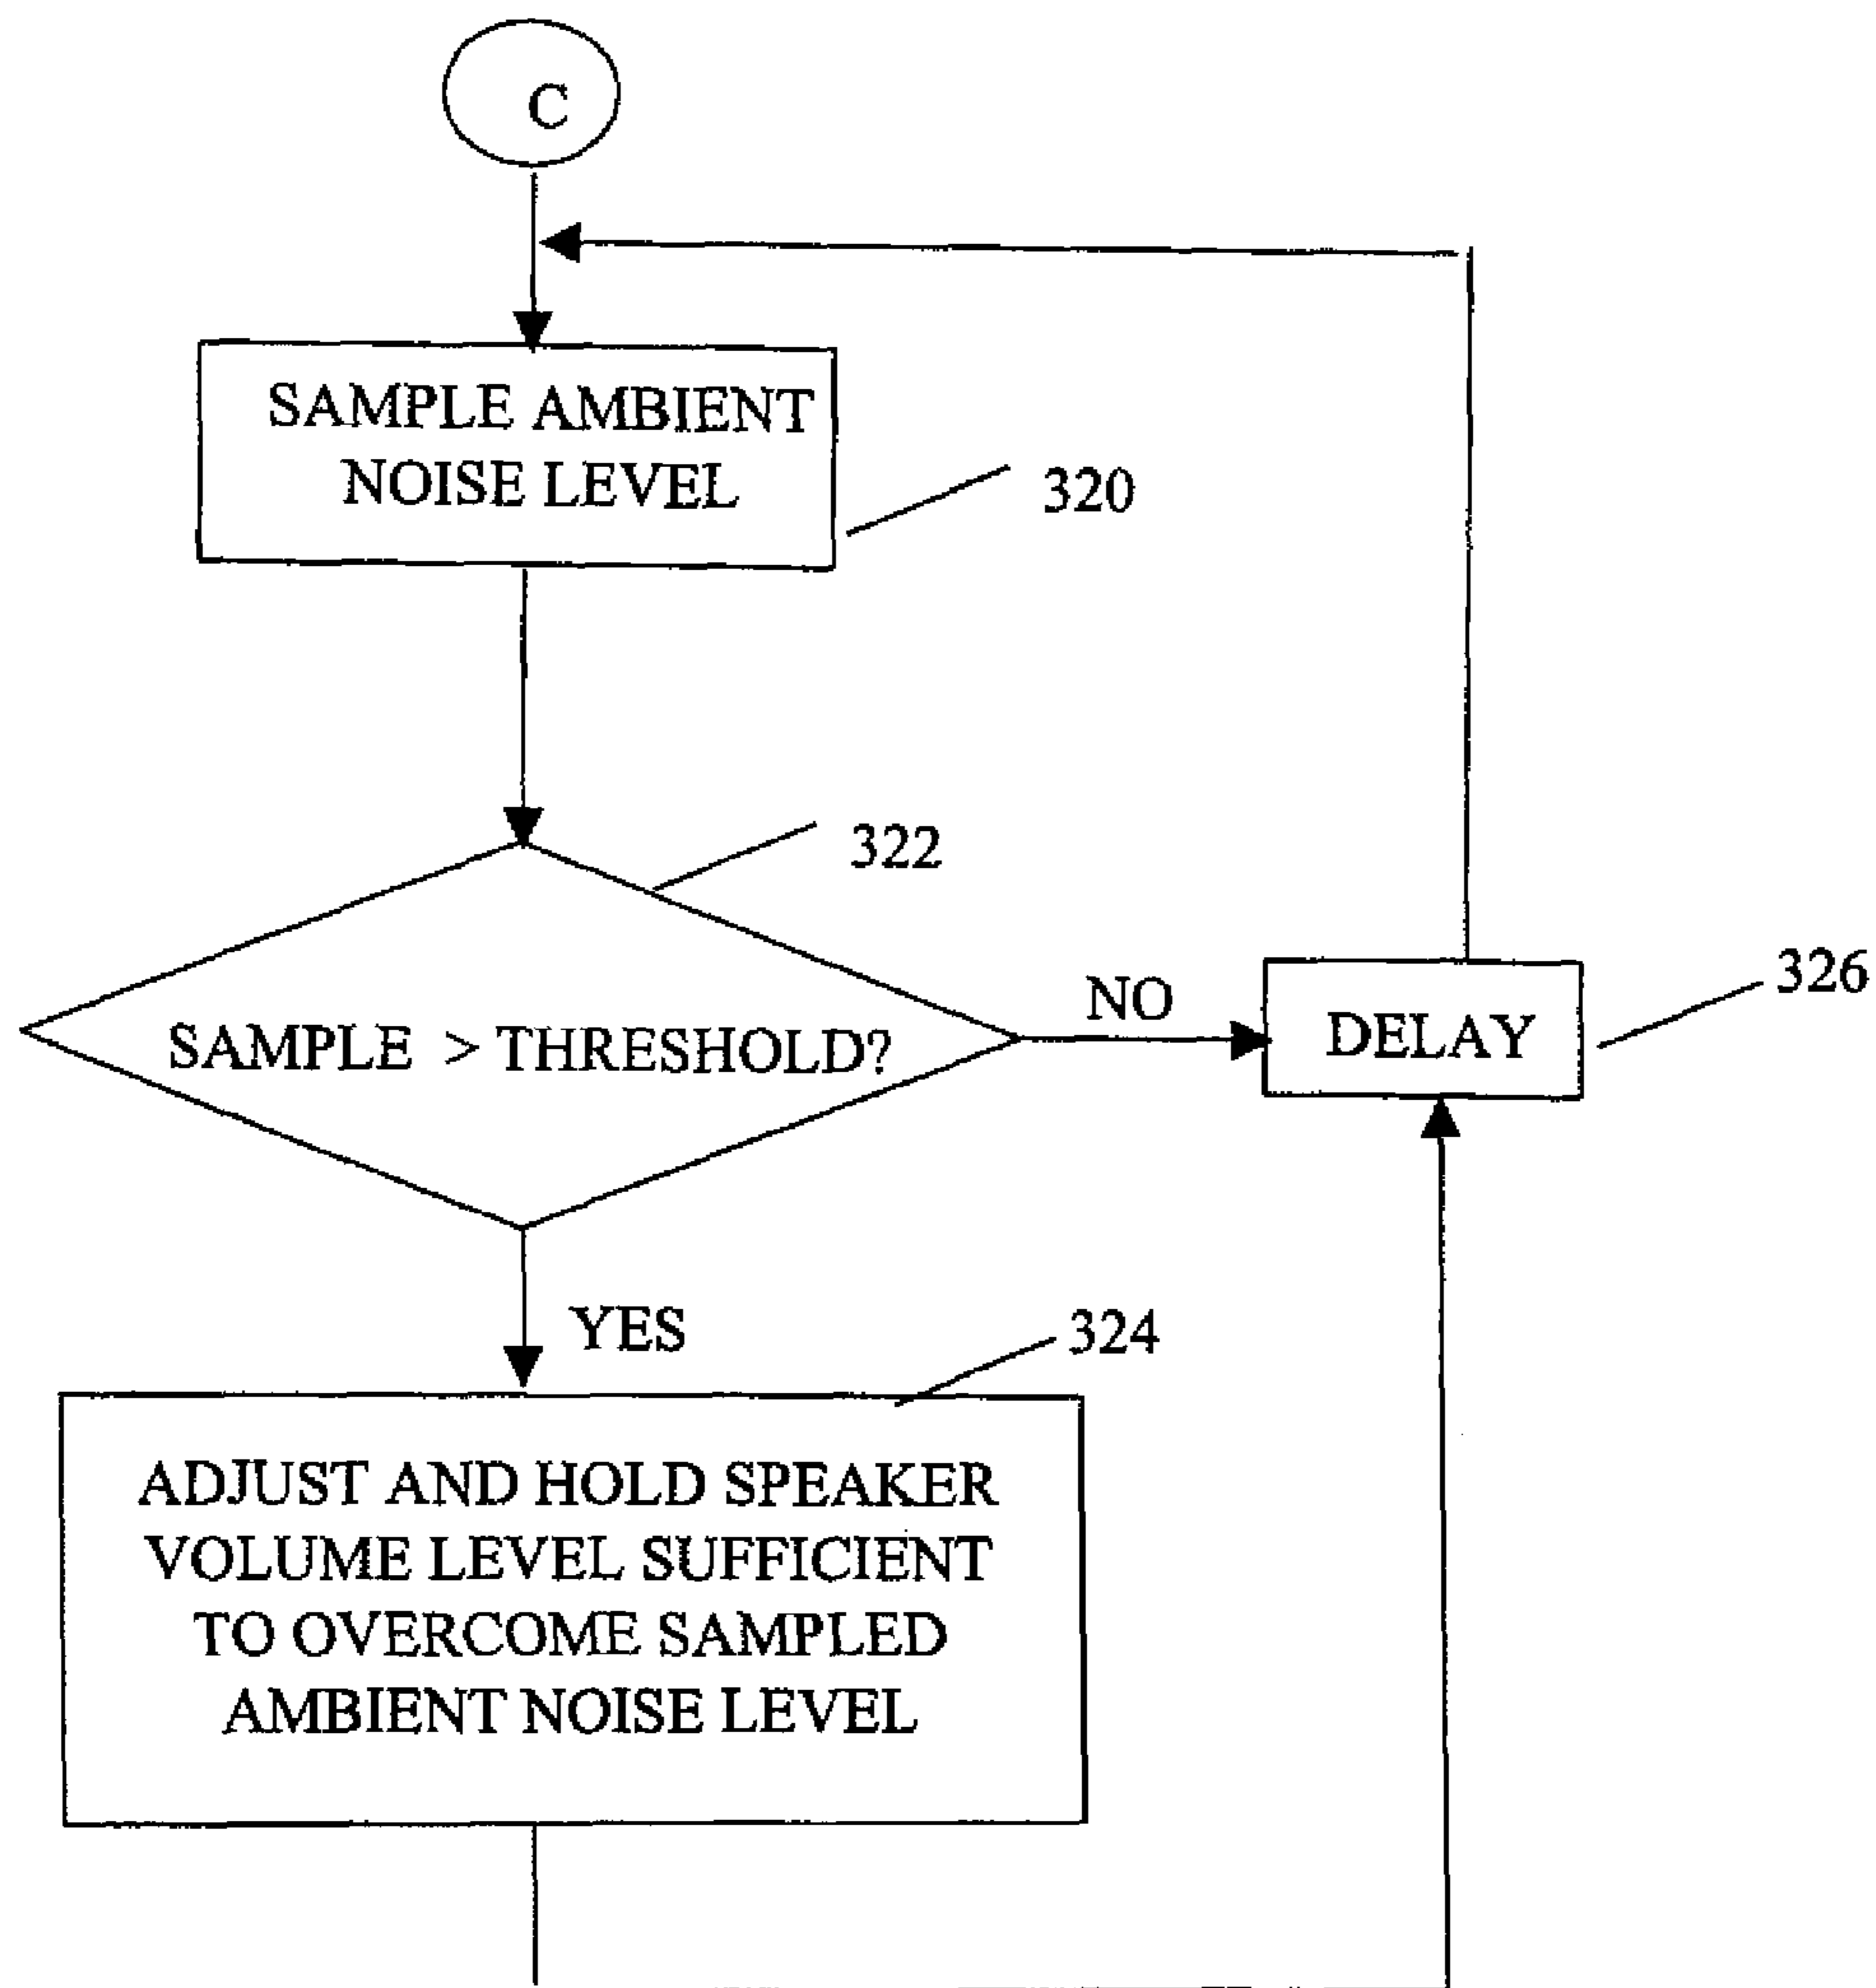 C
SAMPLE AMBIENT
NOISE LEVEL
320
322
SAMPLE > THRESHOLD?
NO
DELAY
326
YES
324
ADJUST AND HOLD SPEAKER
VOLUME LEVEL SUFFICIENT
TO OVERCOME SAMPLED
AMBIENT NOISE LEVEL